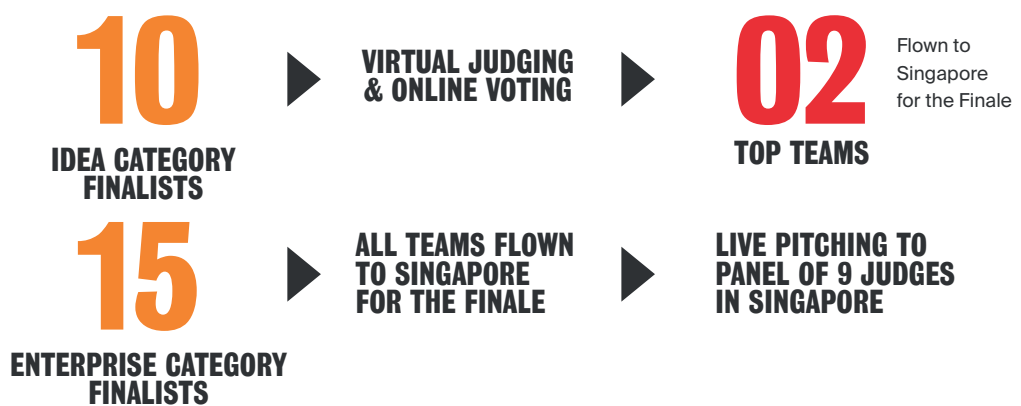 10
IDEA CATEGORY
FINALISTS
VIRTUAL JUDGING
& ONLINE VOTING
02
TOP TEAMS
Flown to
Singapore
for the Finale
15
ENTERPRISE CATEGORY
FINALISTS
ALL TEAMS FLOWN
TO SINGAPORE
FOR THE FINALE
LIVE PITCHING TO
PANEL OF 9 JUDGES
IN SINGAPORE